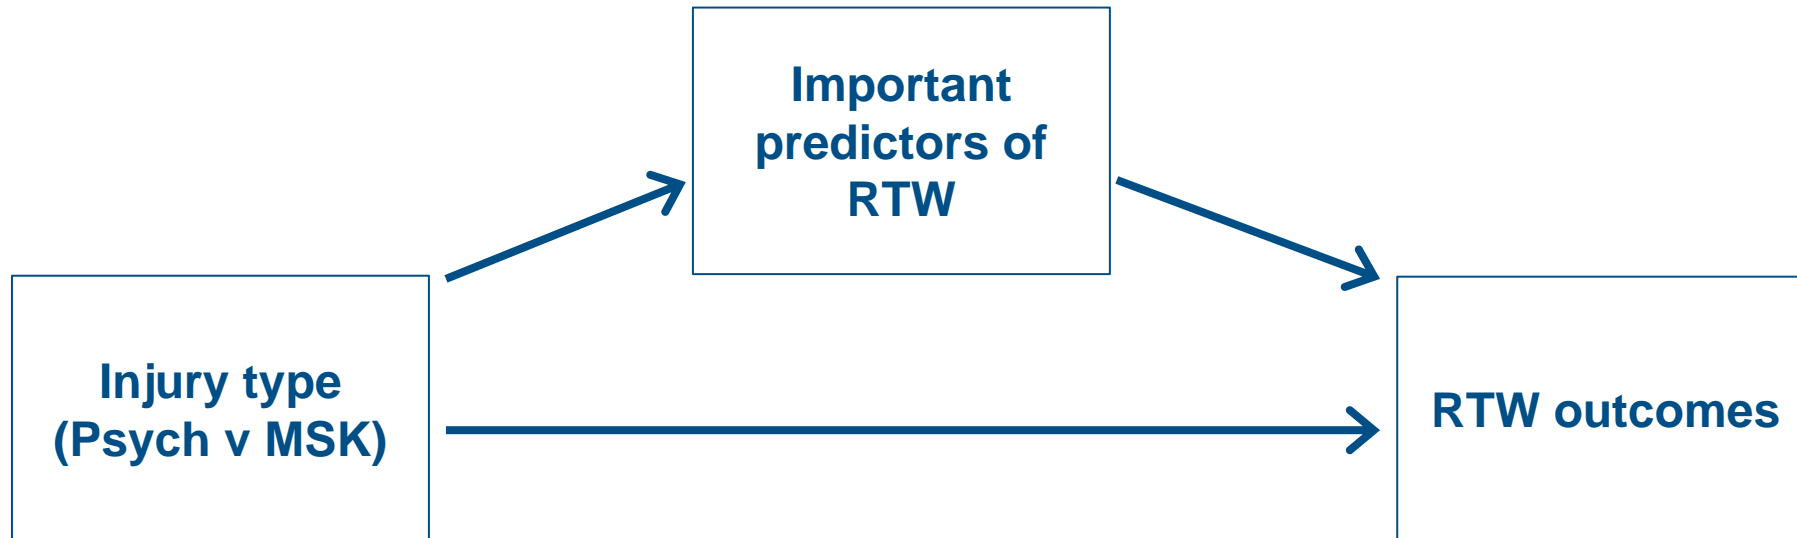 Important
predictors of
RTW
Injury type
(Psych v MSK)
RTW outcomes